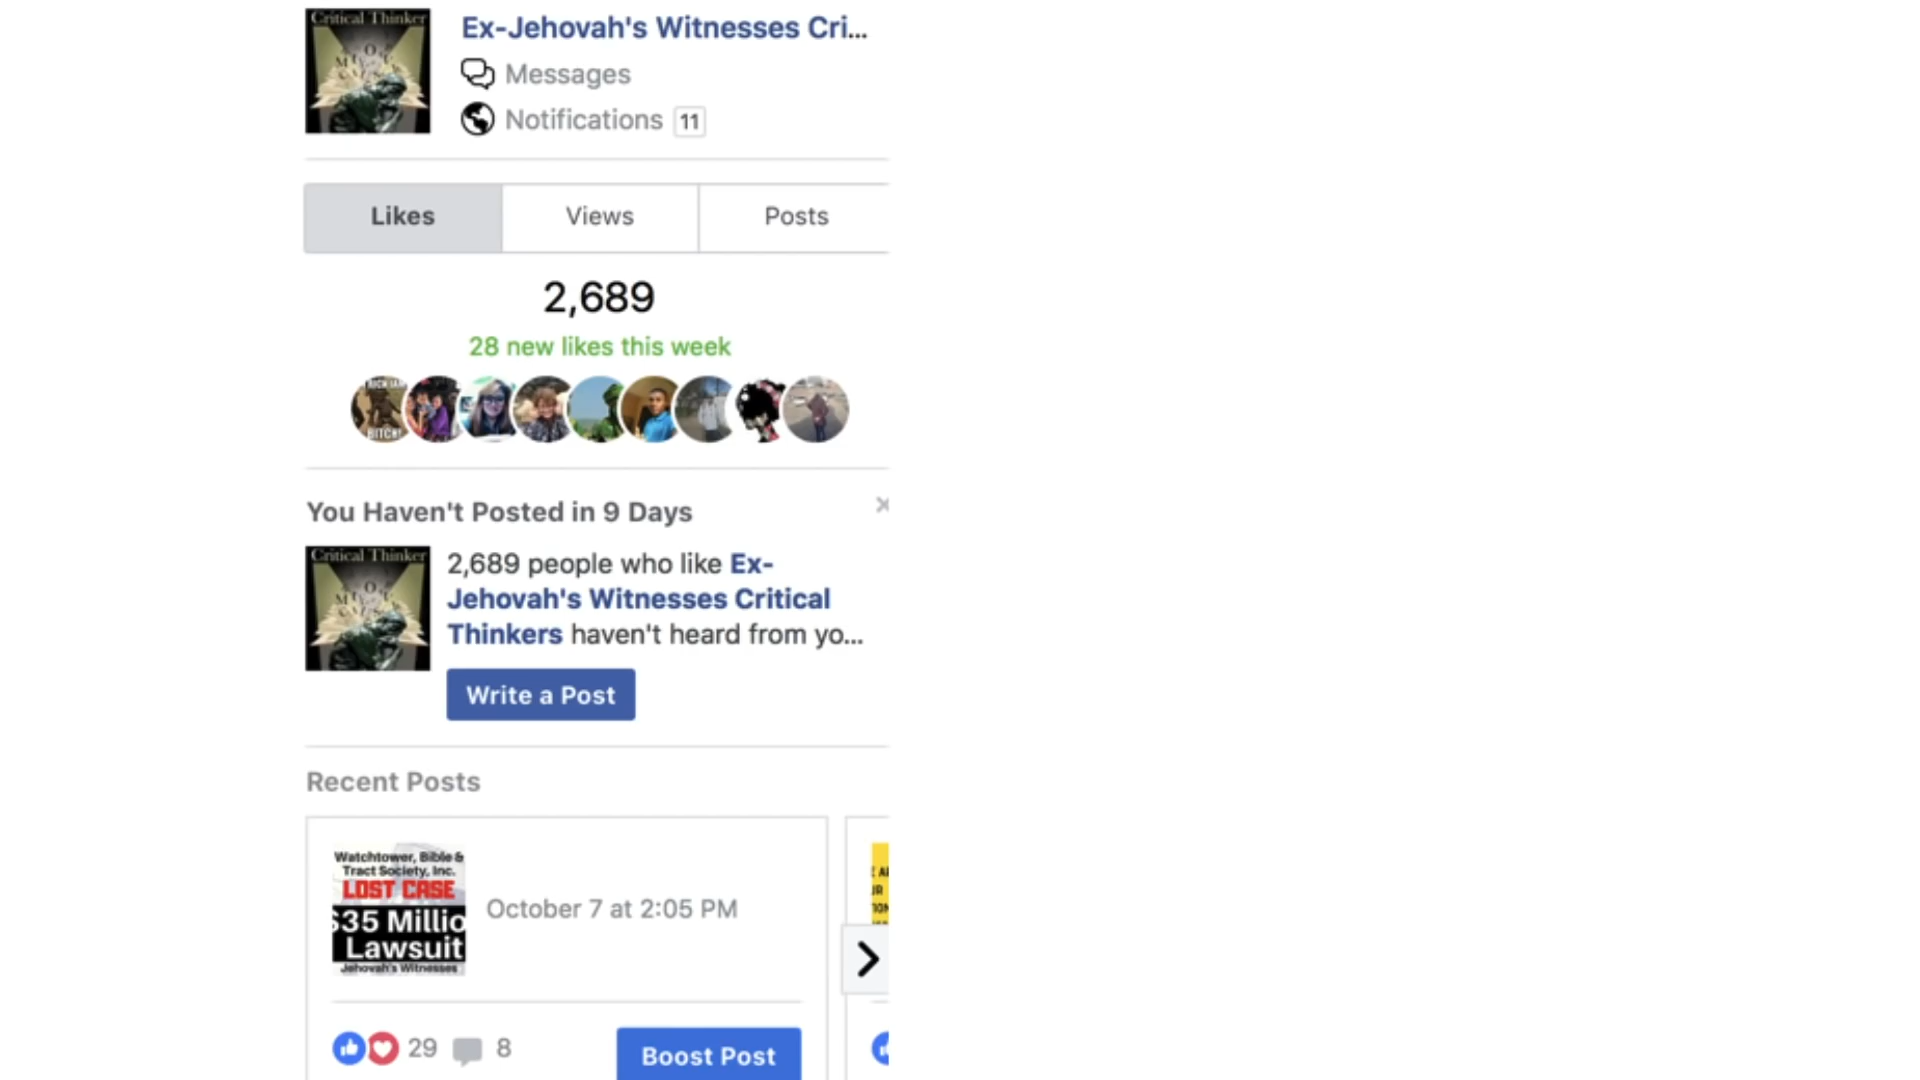 Critical Thinker
Ex-Jehovah's Witnesses Cri...
Messages
Notifications 11
Likes
Views
Posts
2,689
28 new likes this week
BITCH!
You Haven't Posted in 9 Days
×
Critical Thinker
2,689 people who like Ex-
Jehovah's Witnesses Critical
Thinkers haven't heard from yo...
Write a Post
Recent Posts
Watchtower, Bible &
Tract Society, Inc.
LOST CASE
$35 Millio
Lawsuit
Jehovah's Witnesses
October 7 at 2:05 PM
29 8
Boost Post